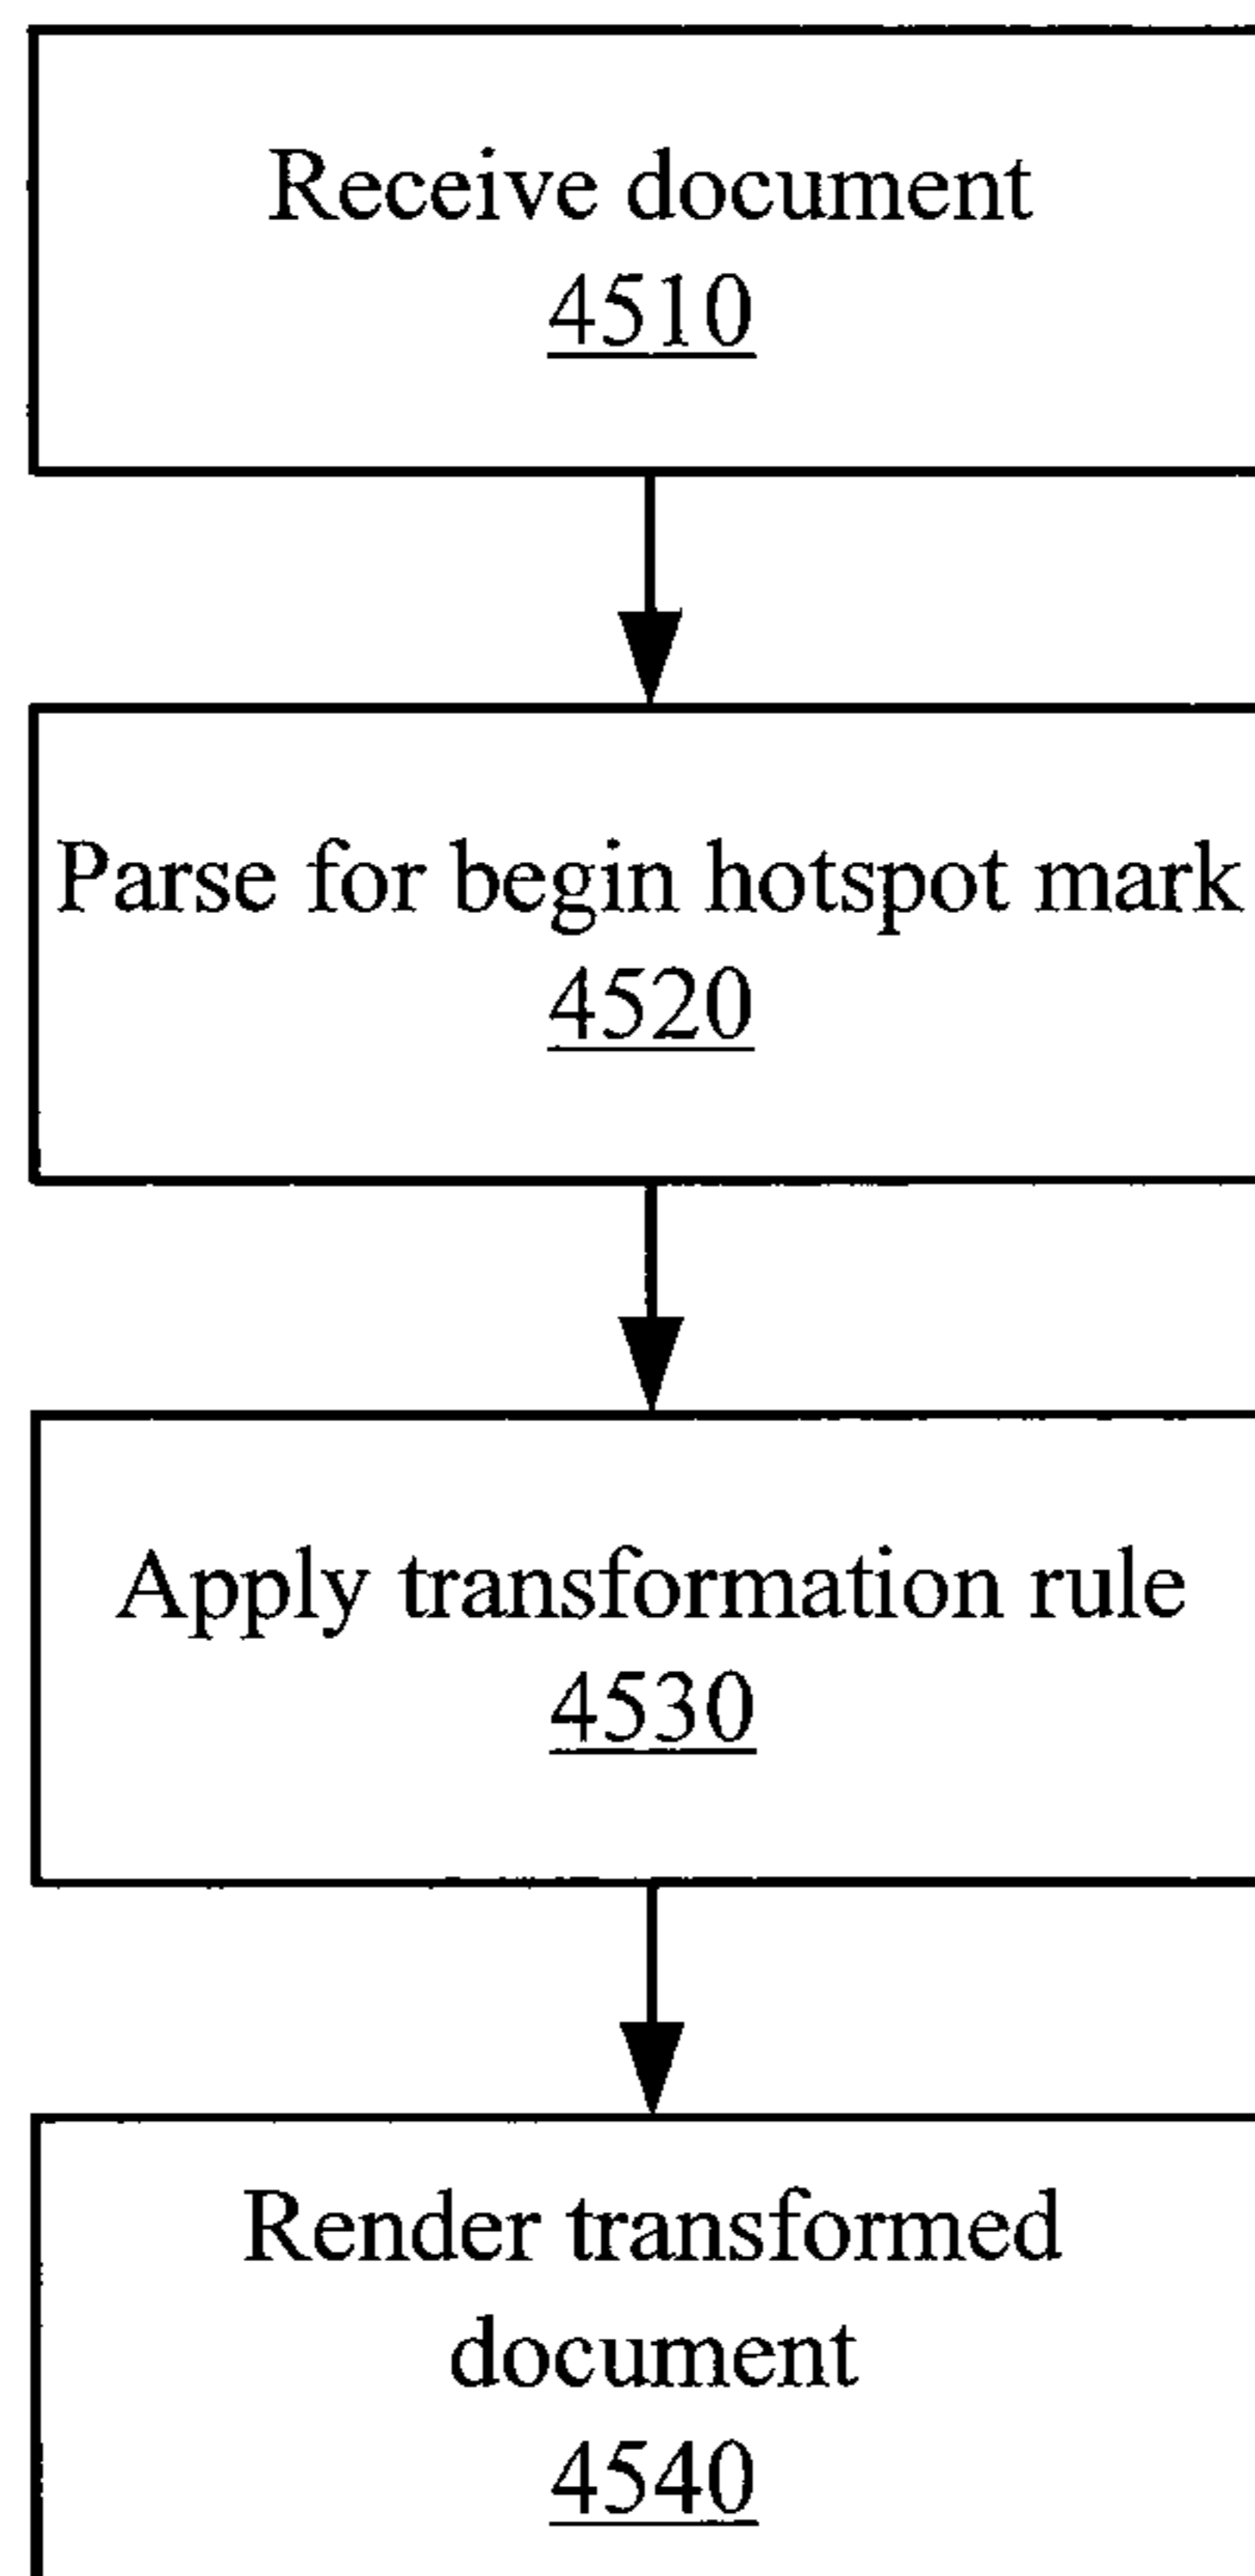 Receive document
4510
Parse for begin hotspot mark
4520
Apply transformation rule
4530
Render transformed
document
4540